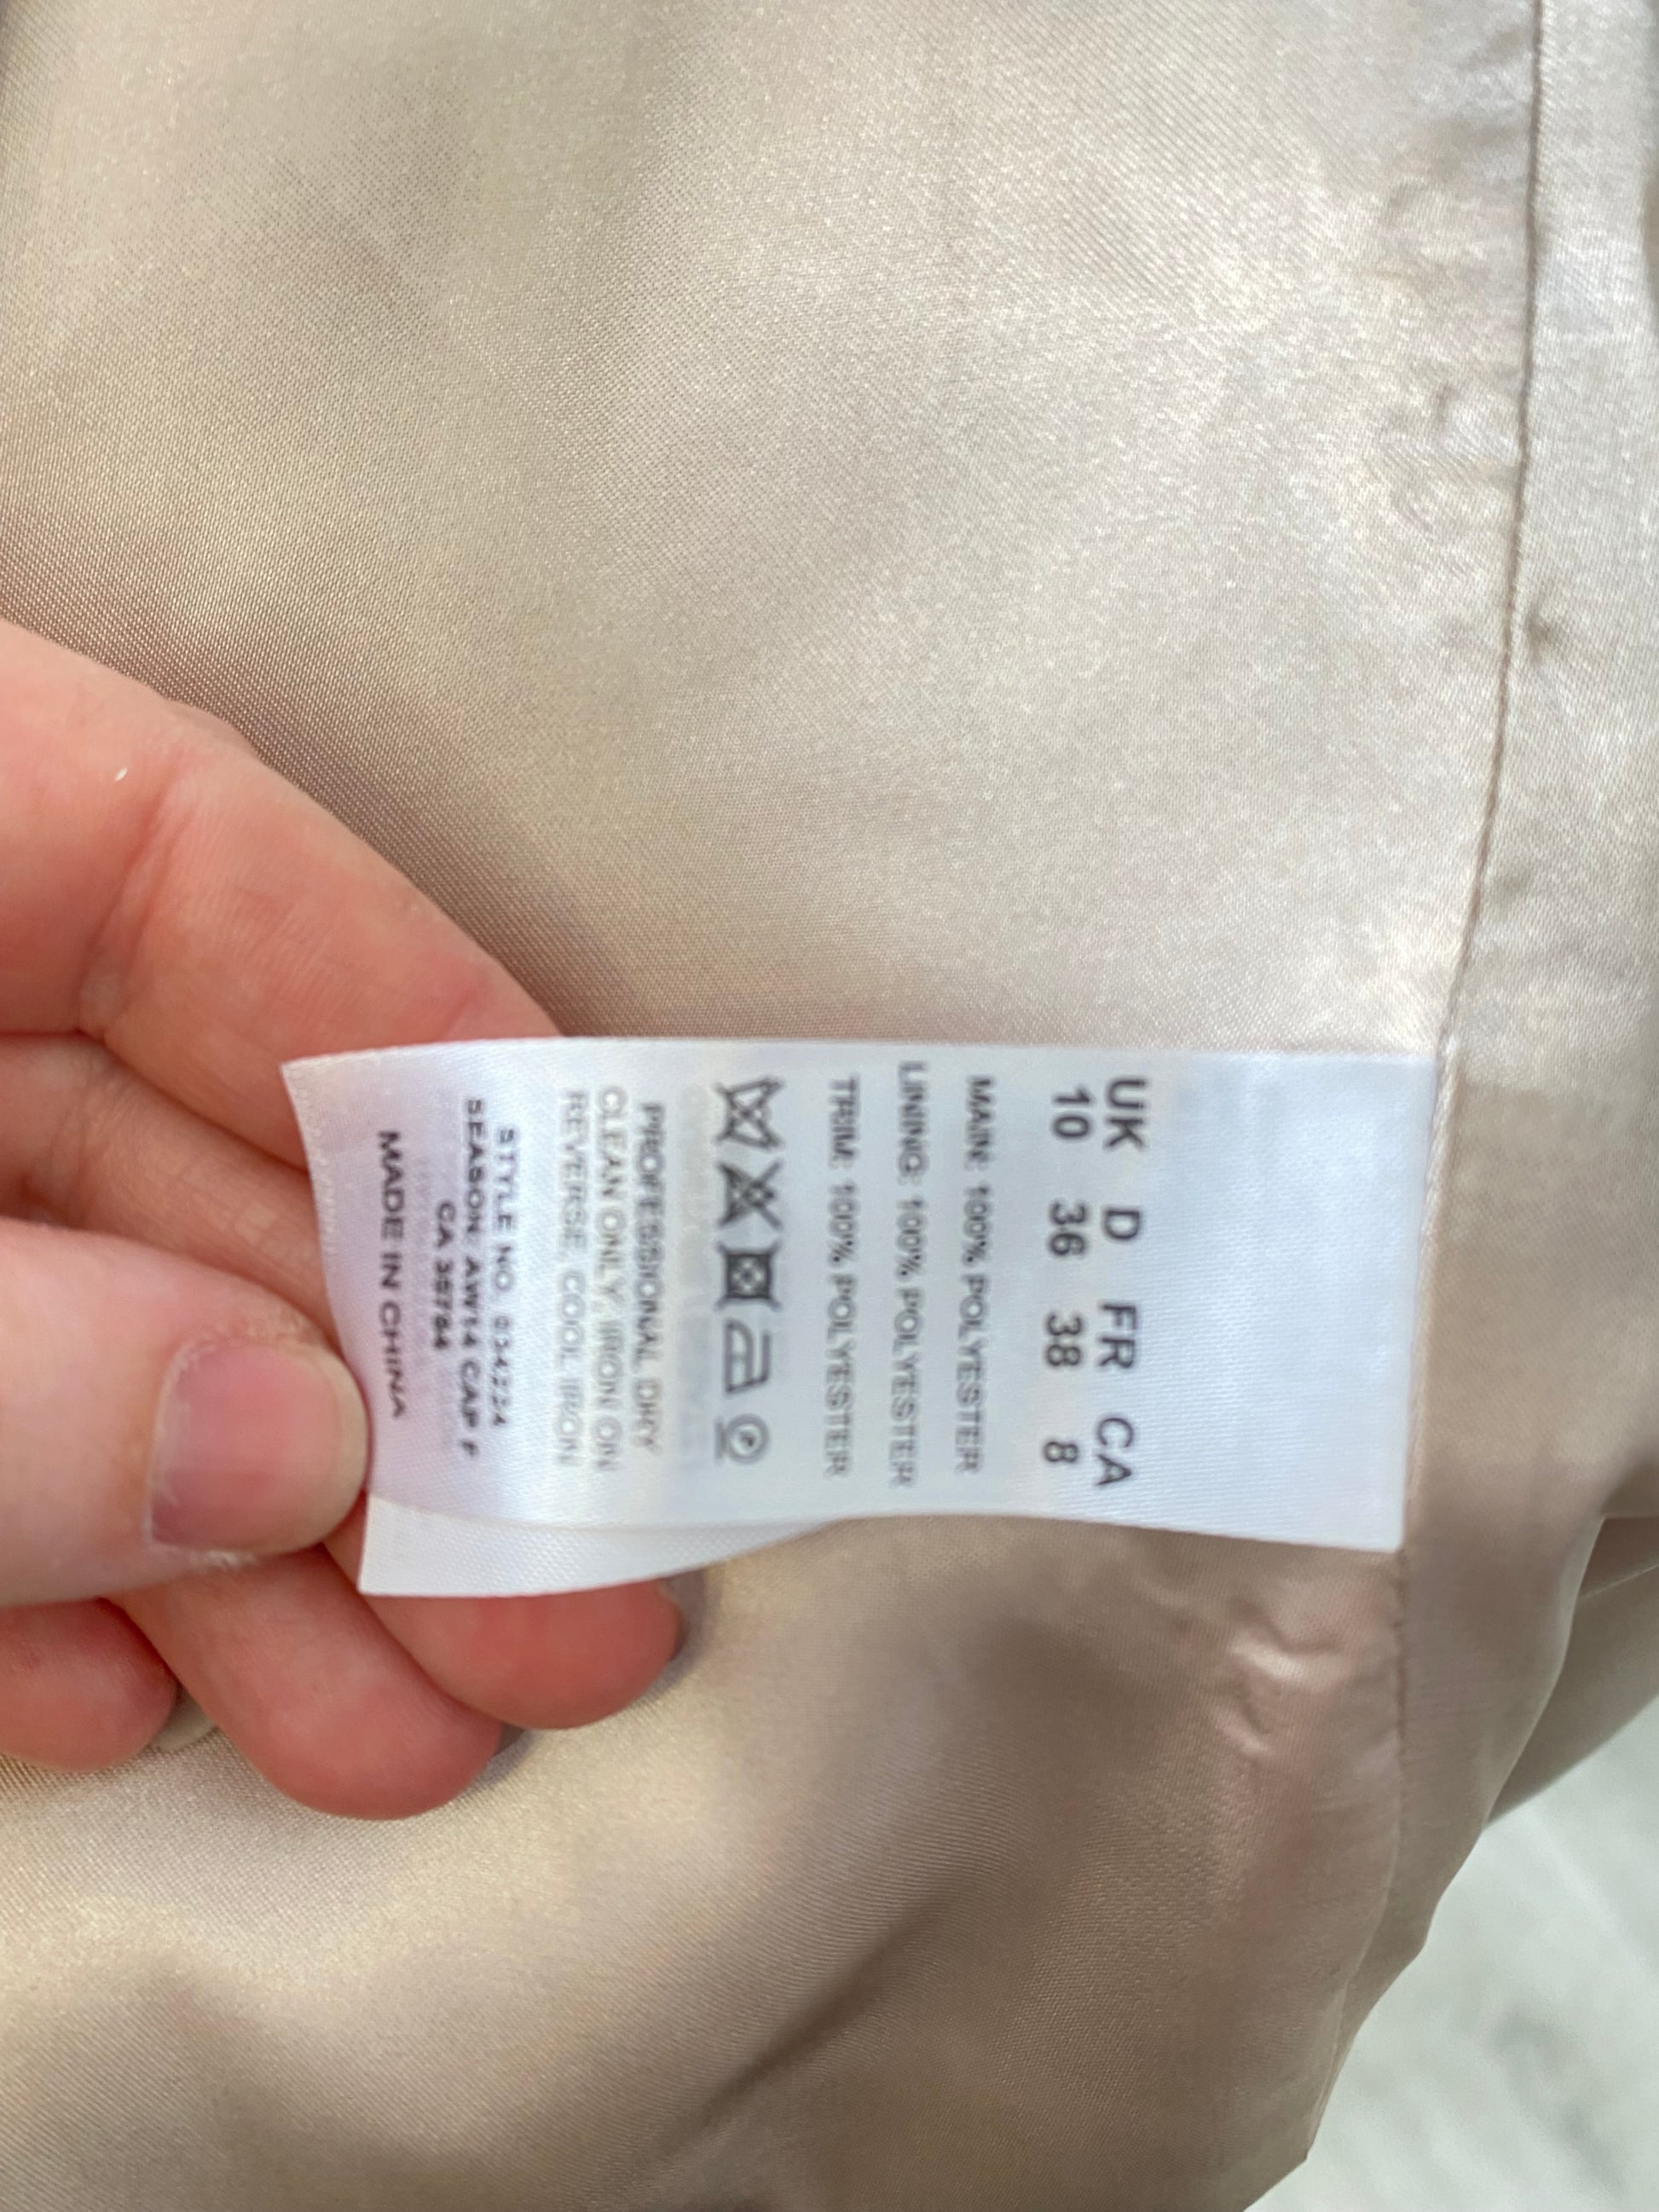 UK D FR CA
10 36 38 8
MAIN: 100% POLYESTER
LINING: 100% POLYESTER
TRIM: 100% POLYESTER
PROFESSIONAL DRY
CLEAN ONLY, IRON ON
REVERSE, COOL IRON
STYLE NO.
SEASON: AW14 CAP F
CA 35784
MADE IN CHINA